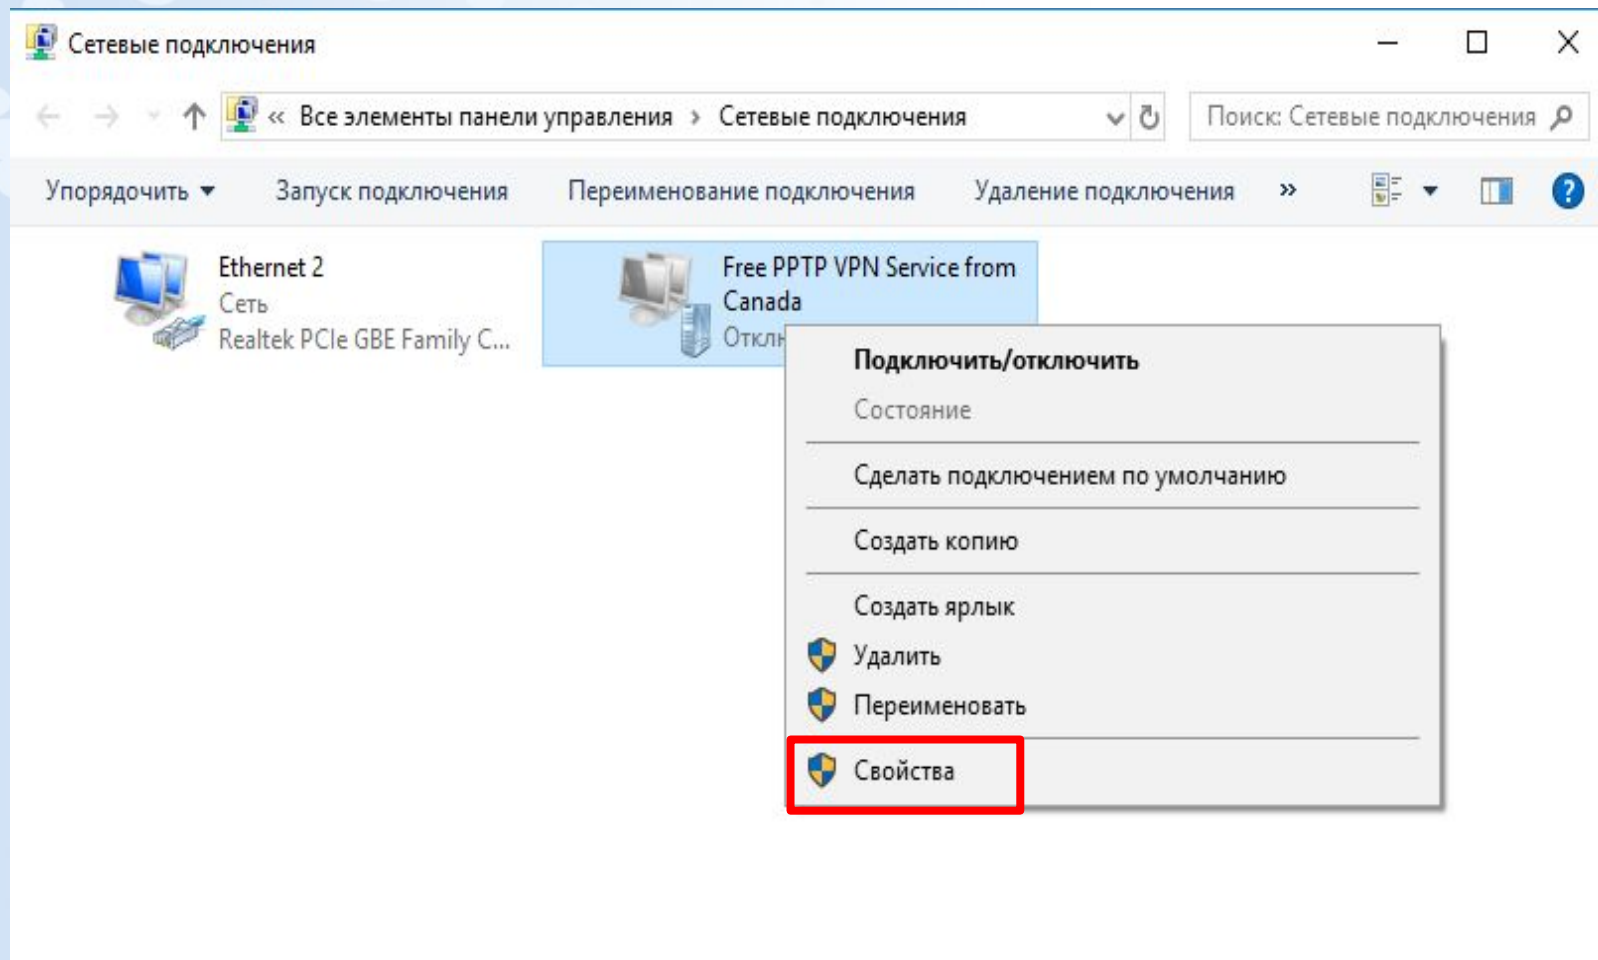 Сетевые подключения
« Все элементы панели управления › Сетевые подключения
Поиск: Сетевые подключения
Упорядочить
Запуск подключения
Переименование подключения
Удаление подключения
»
?
Ethernet 2
Сеть
Realtek PCIe GBE Family C...
Free PPTP VPN Service from
Canada
Подключить/отключить
Состояние
Сделать подключением по умолчанию
Создать копию
Создать ярлык
Удалить
Переименовать
Свойства